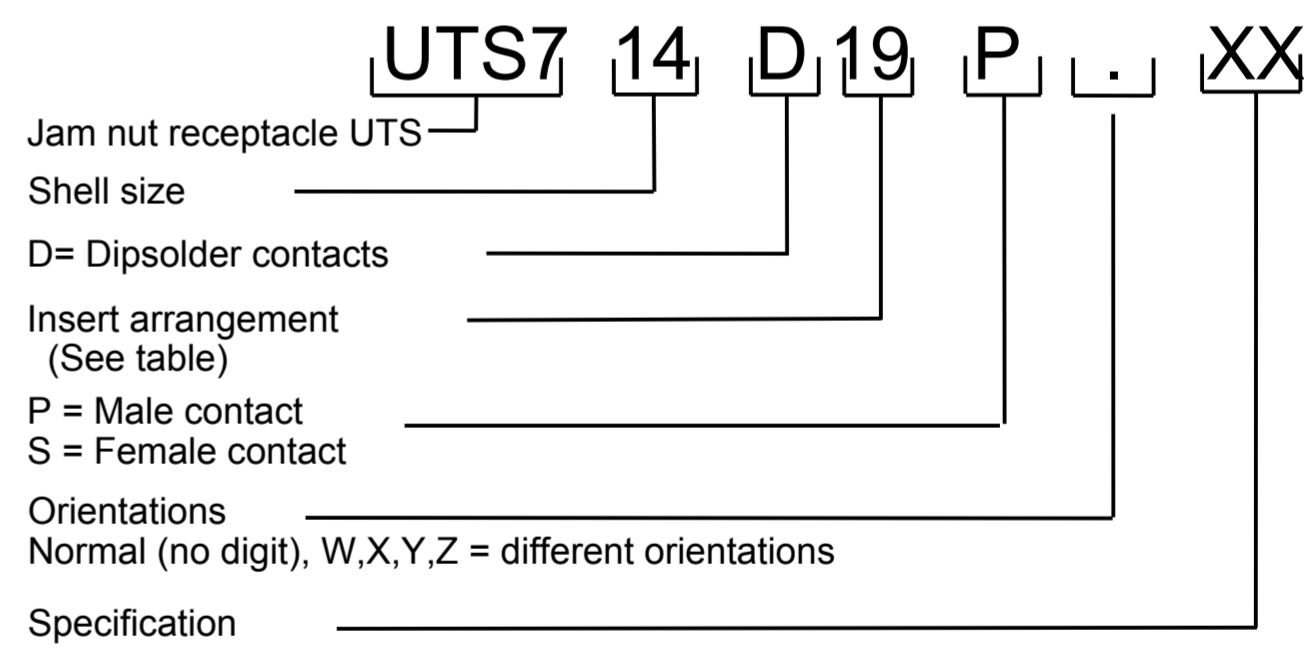 UTS7 14 D 19 P . XX
Jam nut receptacle UTS
Shell size
D= Dipsolder contacts
Insert arrangement
(See table)
P = Male contact
S = Female contact
Orientations
Normal (no digit), W,X,Y,Z = different orientations
Specification